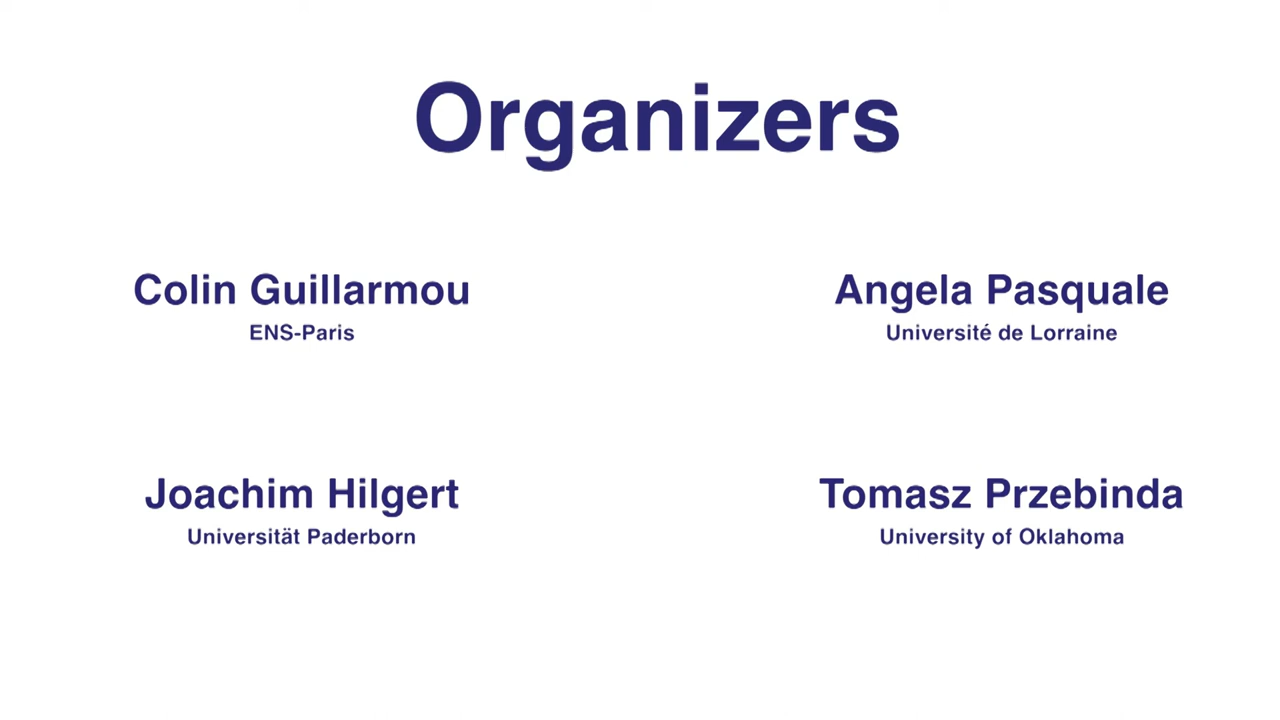 Organizers
Colin Guillarmou
ENS-Paris
Angela Pasquale
Université de Lorraine
Joachim Hilgert
Universität Paderborn
Tomasz Przebinda
University of Oklahoma